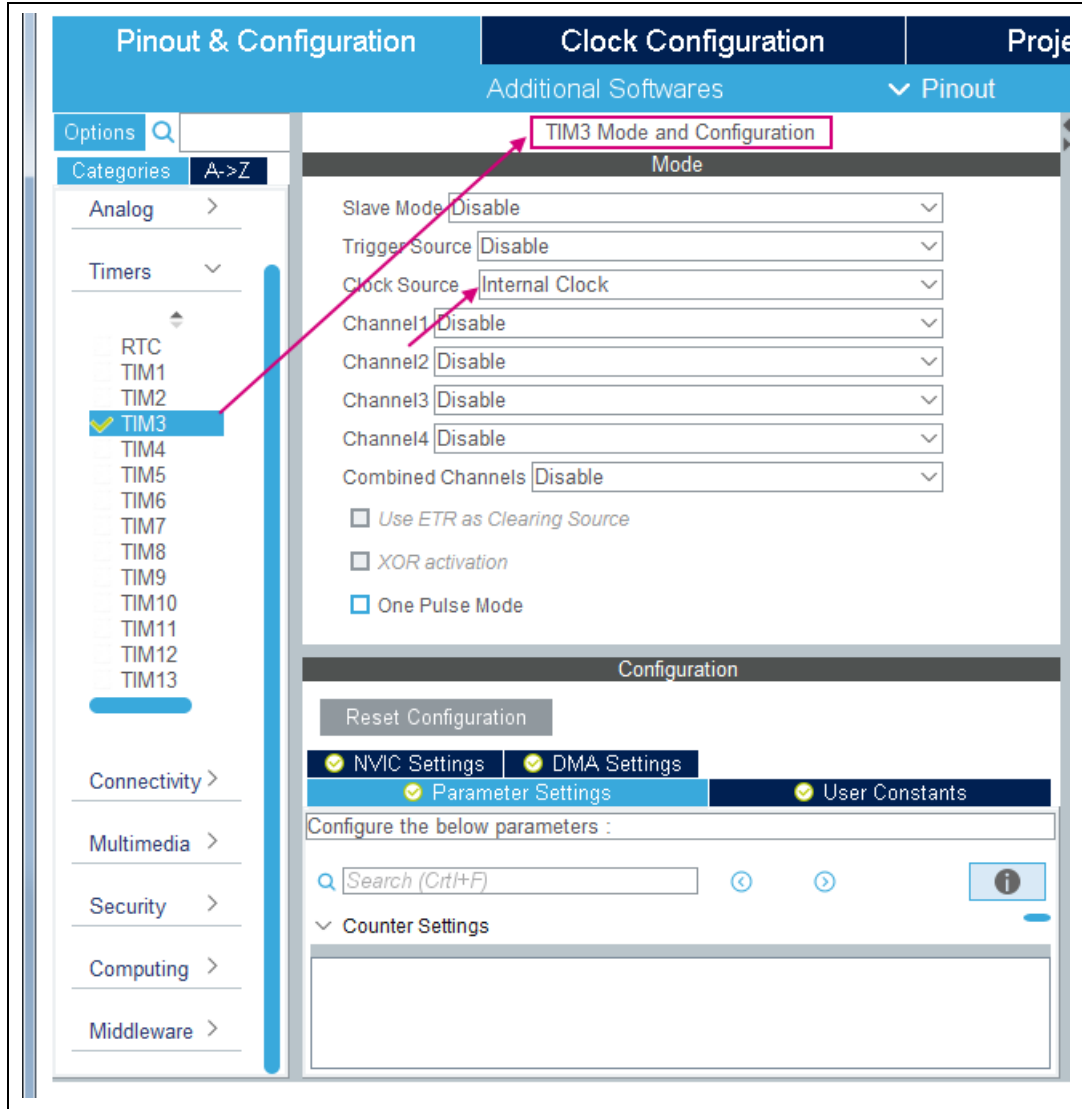 Pinout & Configuration
Clock Configuration
Proje
Additional Softwares
Pinout
Options
Categories
A->Z
Analog
Timers
RTC
TIM1
TIM2
TIM3
TIM4
TIM5
TIM6
TIM7
TIM8
TIM9
TIM10
TIM11
TIM12
TIM13
Connectivity
Multimedia
Security
Computing
Middleware
TIM3 Mode and Configuration
Mode
Slave Mode Disable
Trigger Source Disable
Clock Source Internal Clock
Channel1 Disable
Channel2 Disable
Channel3 Disable
Channel4 Disable
Combined Channels Disable
Use ETR as Clearing Source
XOR activation
One Pulse Mode
Configuration
Reset Configuration
NVIC Settings
DMA Settings
Parameter Settings
User Constants
Configure the below parameters :
Search (Crtl+F)
Counter Settings